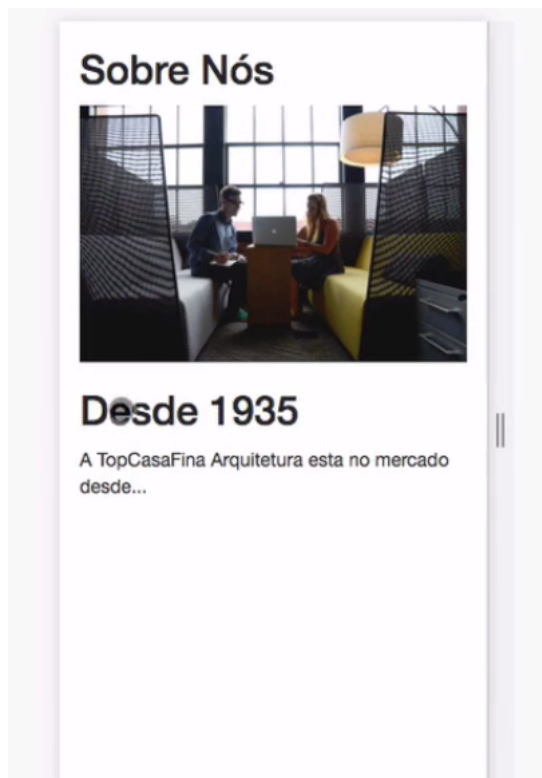 Sobre Nós
Desde 1935
A TopCasaFina Arquitetura esta no mercado
desde...